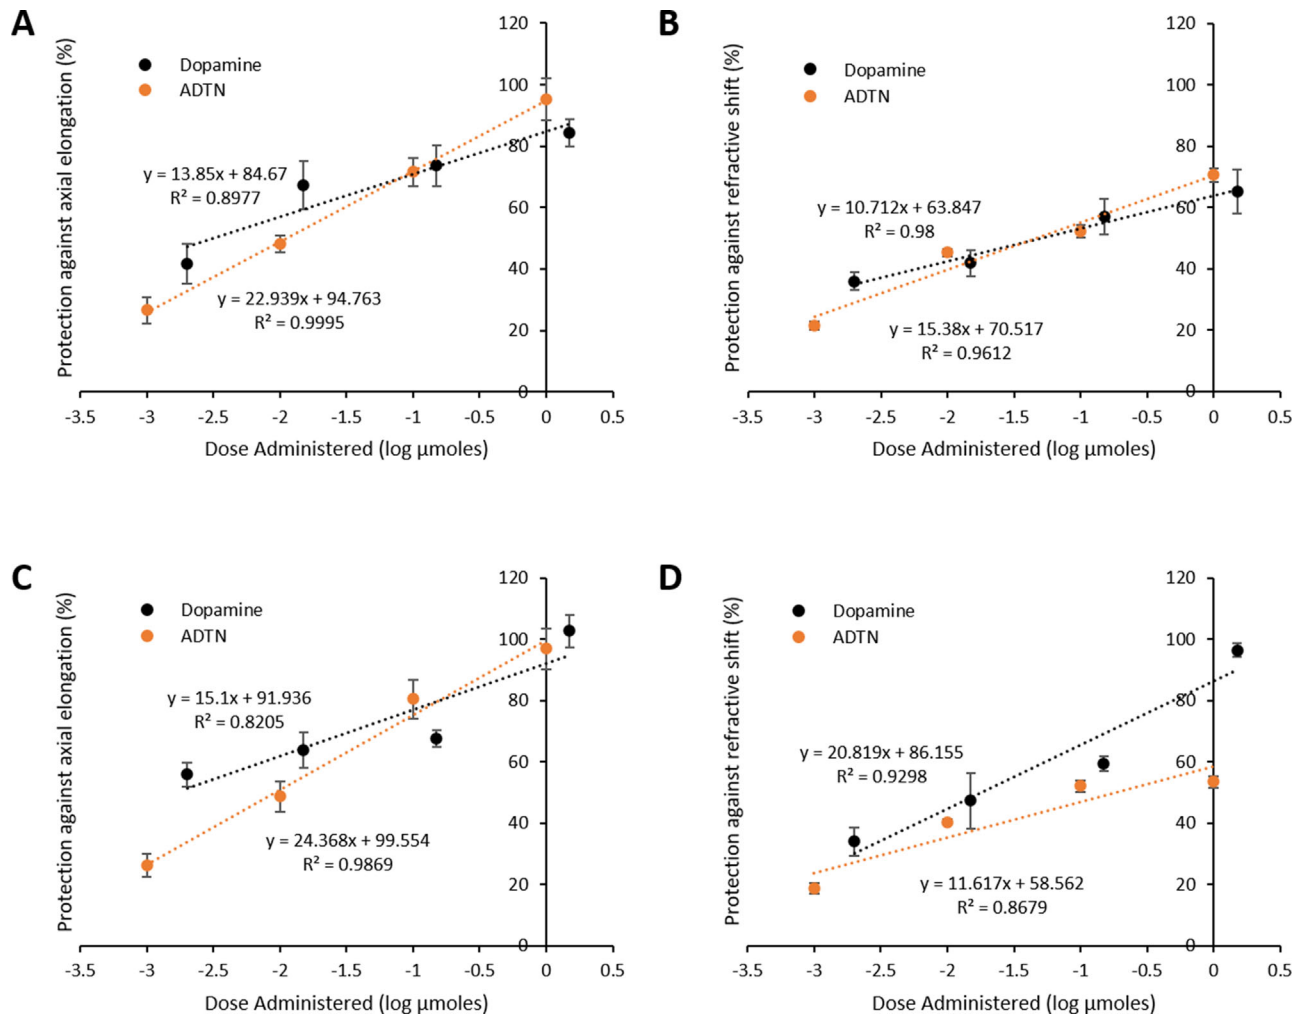 A
Protection against axial elongation (%)
120
100
80
60
40
20
0
Dopamine
ADTN
y = 13.85x + 84.67
R² = 0.8977
y = 22.939x + 94.763
R² = 0.9995
-3.5 -3 -2.5 -2 -1.5 -1 -0.5 0 0.5
Dose Administered (log µmoles)
B
Protection against refractive shift (%)
120
100
80
60
40
20
0
Dopamine
ADTN
y = 10.712x + 63.847
R² = 0.98
y = 15.38x + 70.517
R² = 0.9612
-3.5 -3 -2.5 -2 -1.5 -1 -0.5 0 0.5
Dose Administered (log µmoles)
C
Protection against axial elongation (%)
120
100
80
60
40
20
0
Dopamine
ADTN
y = 15.1x + 91.936
R² = 0.8205
y = 24.368x + 99.554
R² = 0.9869
-3.5 -3 -2.5 -2 -1.5 -1 -0.5 0 0.5
Dose Administered (log µmoles)
D
Protection against refractive shift (%)
120
100
80
60
40
20
0
Dopamine
ADTN
y = 20.819x + 86.155
R² = 0.9298
y = 11.617x + 58.562
R² = 0.8679
-3.5 -3 -2.5 -2 -1.5 -1 -0.5 0 0.5
Dose Administered (log µmoles)